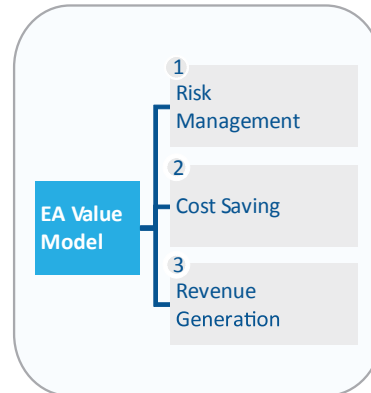 EA Value
Model
1
Risk
Management
2
Cost Saving
3
Revenue
Generation